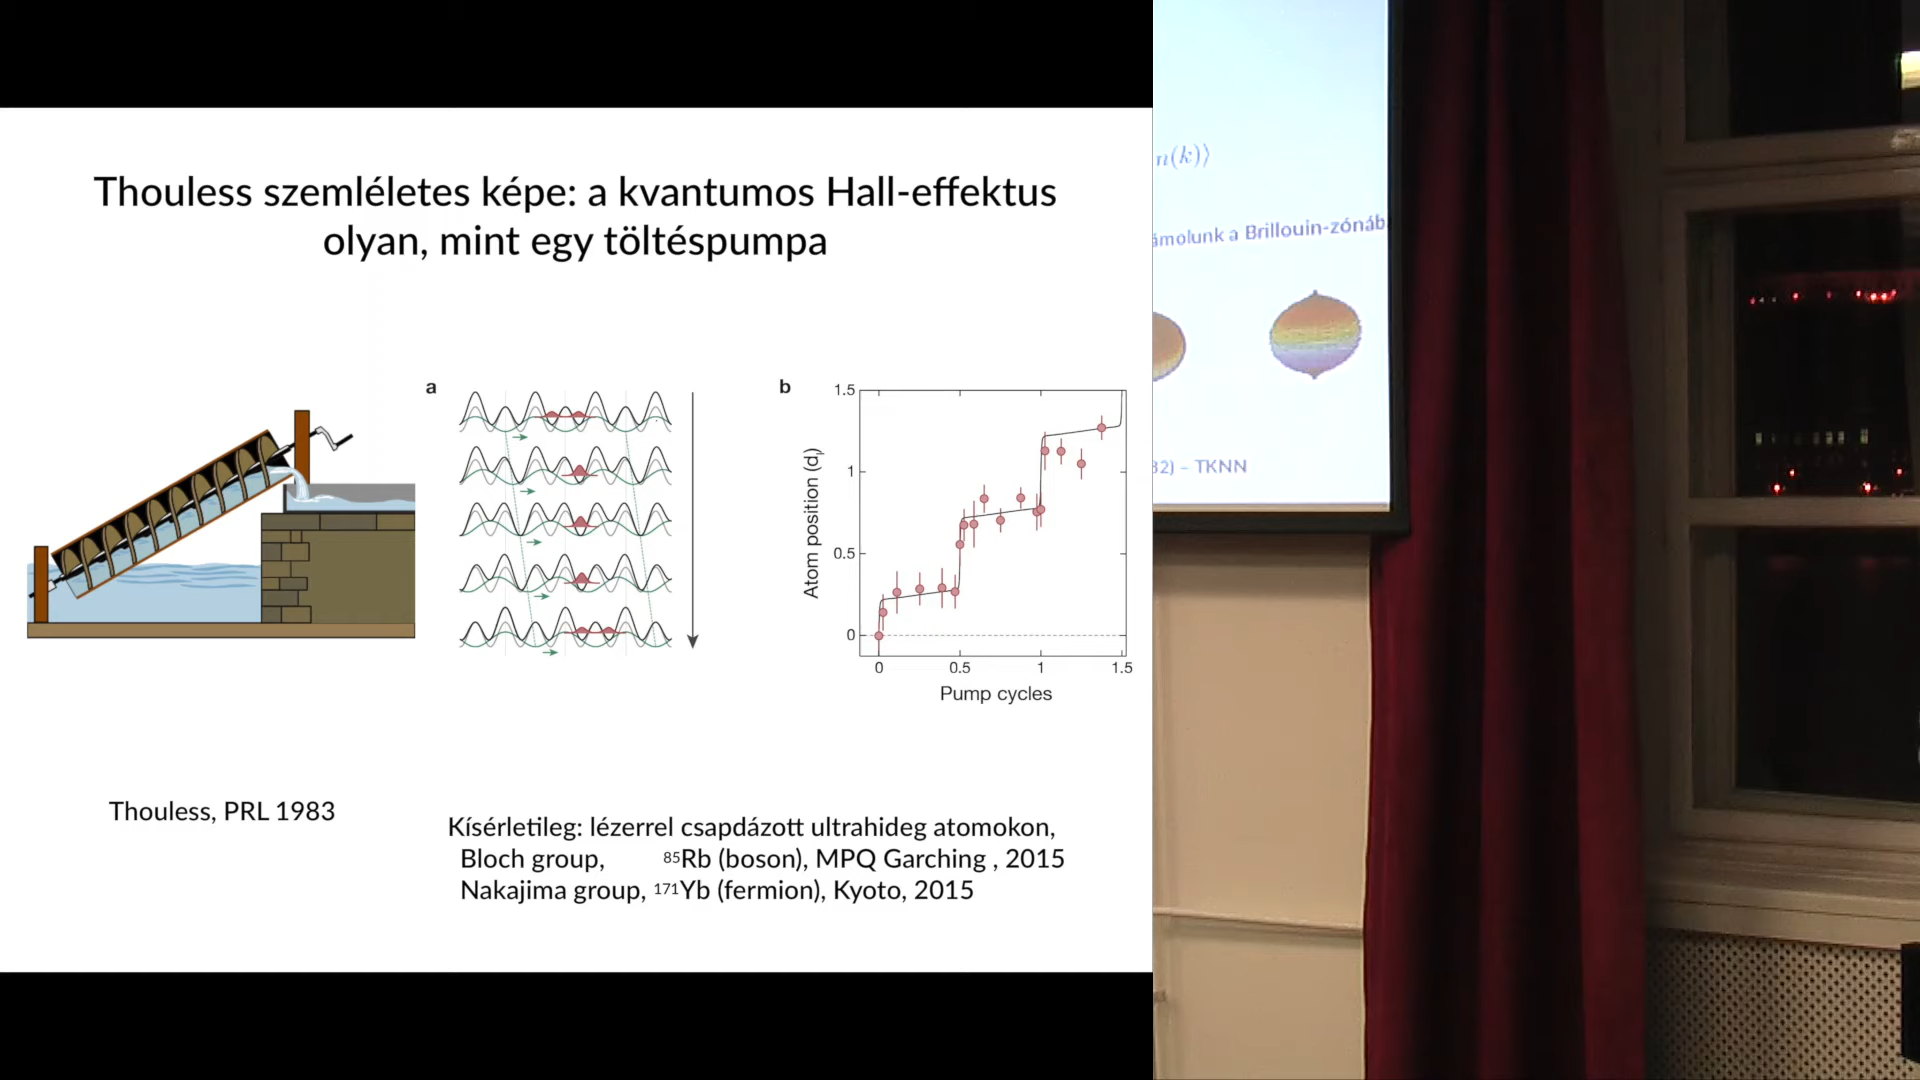 Thouless szemléletes képe: a kvantumos Hall-effektus
olyan, mint egy töltéspumpa
a
b
1.5
1
0.5
0
Atom position (dₗ)
0 0.5 1 1.5
Pump cycles
Thouless, PRL 1983
Kísérletileg: lézerrel csapdázott ultrahideg atomokon,
Bloch group, ⁸⁵Rb (boson), MPQ Garching , 2015
Nakajima group, ¹⁷¹Yb (fermion), Kyoto, 2015
n(k)⟩
a Brillouin-zónáb
– TKNN